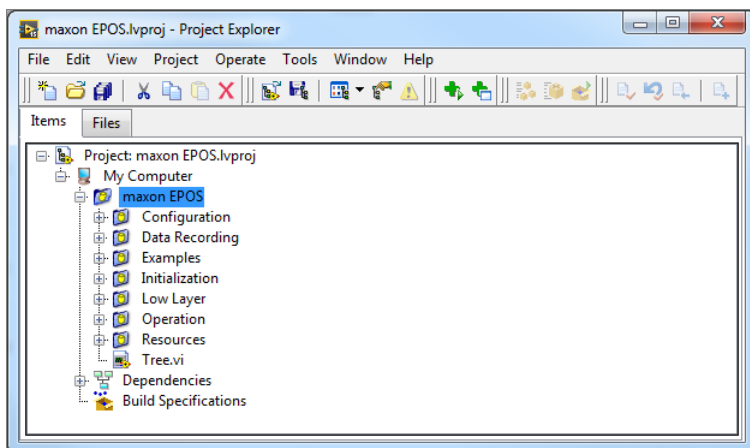 maxon EPOS.lvproj - Project Explorer
File Edit View Project Operate Tools Window Help
Items Files
Project: maxon EPOS.lvproj
My Computer
maxon EPOS
Configuration
Data Recording
Examples
Initialization
Low Layer
Operation
Resources
Tree.vi
Dependencies
Build Specifications